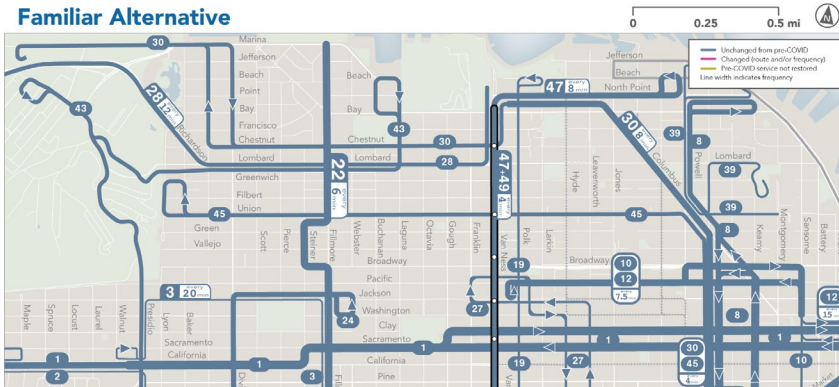 Familiar Alternative
0
0.25
0.5 mi
N
Unchanged from pre-COVID
Changed (route and/or frequency)
Pre-COVID service not restored
Line width indicates frequency
30
Marina
Jefferson
Beach
Point
Bay
Francisco
Chestnut
Lombard
Greenwich
Filbert
Union
Green
Vallejo
28
every
12 min
Richardson
43
Beach
Bay
43
Chestnut
30
Lombard
28
22
every
6 min
47
every
8 min
Jefferson
Beach
North Point
30
every
8 min
Columbus
39
8
Powell
Lombard
39
39
8
47+49
every
4 min
Hyde
Leavenworth
Jones
45
45
Scott
Pierce
Steiner
Fillmore
Webster
Buchanan
Laguna
Octavia
Gough
Franklin
Van Ness
Polk
Larkin
Kearny
Montgomery
Sansome
Battery
Broadway
Broadway
19
10
12
every
7.5 min
Pacific
Jackson
Washington
Clay
Sacramento
California
Pine
3
every
20 min
24
27
12
every
15 min
8
Maple
Spruce
Locust
Laurel
Walnut
Presidio
Lyon
Baker
Sacramento
California
1
2
1
1
1
1
3
19
27
30
45
every
4 min
10
Market